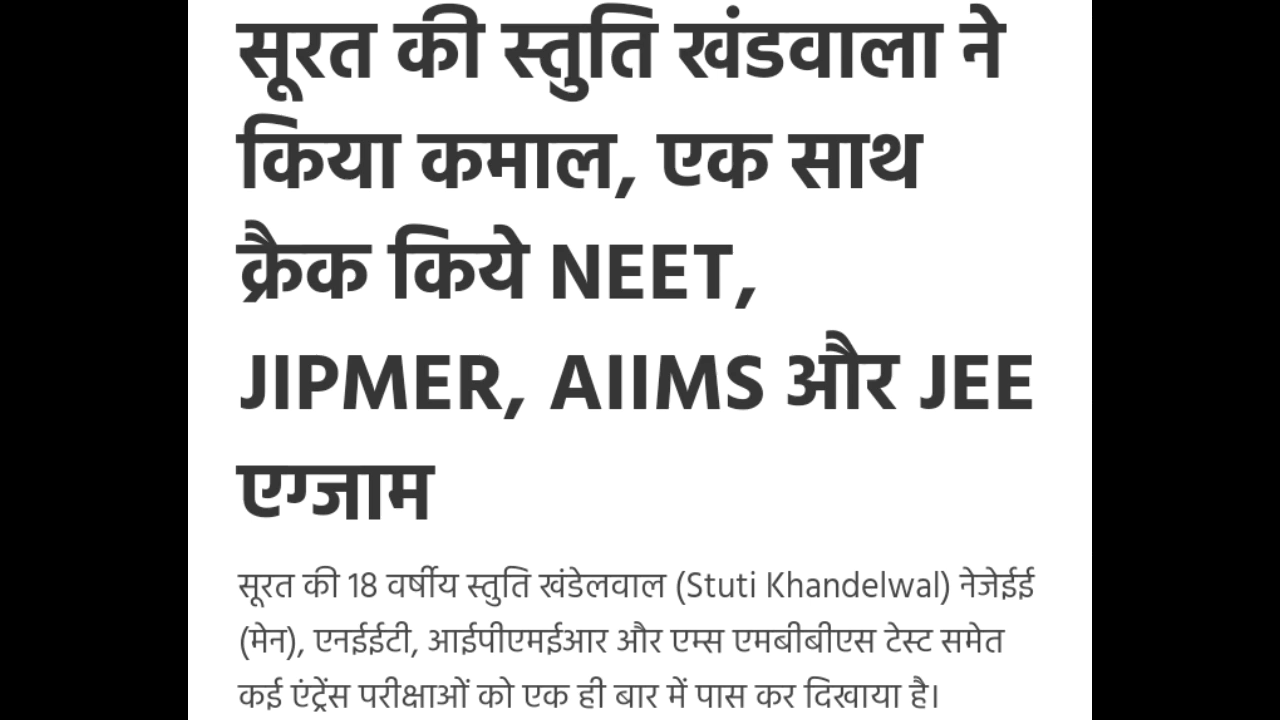 सूरत की स्तुति खंडवाला ने
किया कमाल, एक साथ
क्रैक किये NEET,
JIPMER, AIIMS और JEE
एग्जाम
सूरत की 18 वर्षीय स्तुति खंडेलवाल (Stuti Khandelwal) नेजेईई
(मेन), एनईईटी, आईपीएमईआर और एम्स एमबीबीएस टेस्ट समेत
कई एंट्रेंस परीक्षाओं को एक ही बार में पास कर दिखाया है।